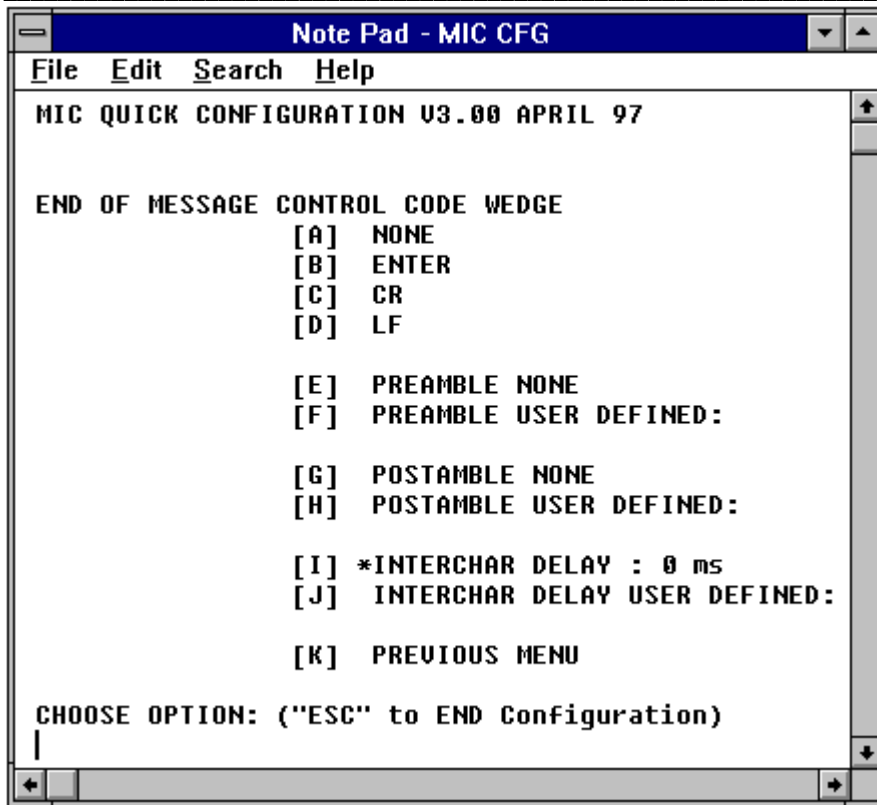 Note Pad - MIC CFG
File Edit Search Help
MIC QUICK CONFIGURATION V3.00 APRIL 97
END OF MESSAGE CONTROL CODE WEDGE
[A] NONE
[B] ENTER
[C] CR
[D] LF
[E] PREAMBLE NONE
[F] PREAMBLE USER DEFINED:
[G] POSTAMBLE NONE
[H] POSTAMBLE USER DEFINED:
[I] *INTERCHAR DELAY : 0 ms
[J] INTERCHAR DELAY USER DEFINED:
[K] PREVIOUS MENU
CHOOSE OPTION: ("ESC" to END Configuration)